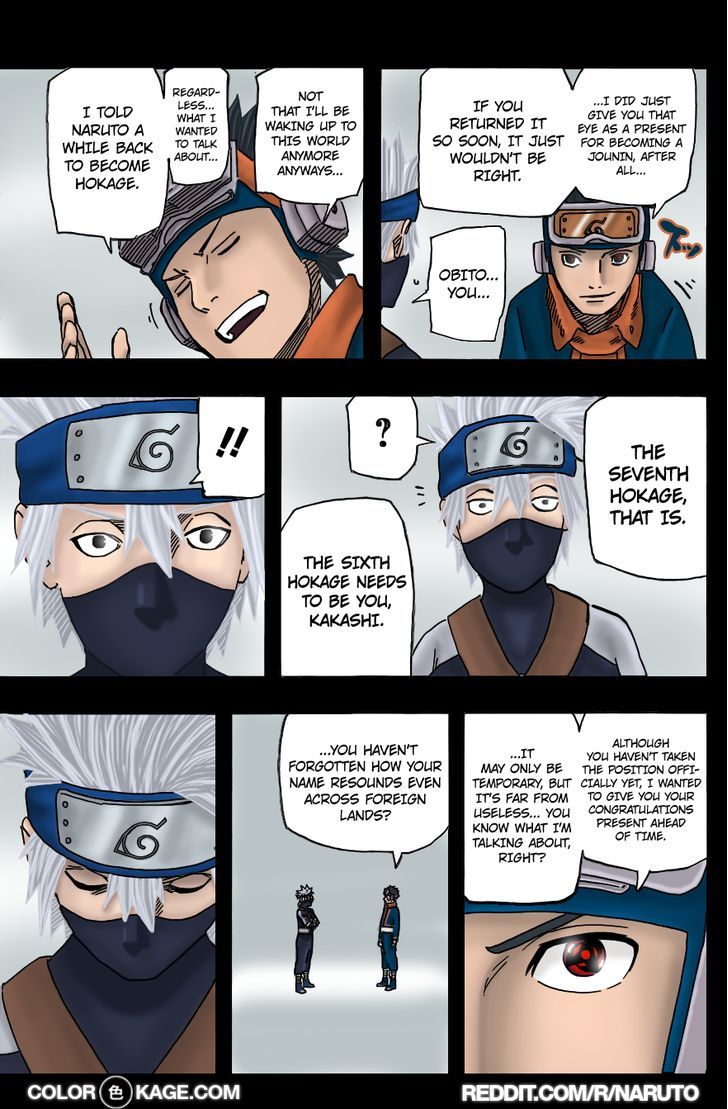 ...I DID JUST
GIVE YOU THAT
EYE AS A PRESENT
FOR BECOMING A
JOUNIN, AFTER
ALL...
IF YOU
RETURNED IT
SO SOON, IT JUST
WOULDN'T BE
RIGHT.
OBITO...
YOU...
NOT
THAT I'LL BE
WAKING UP TO
THIS WORLD
ANYMORE
ANYWAYS...
REGARD-
LESS...
WHAT I
WANTED
TO TALK
ABOUT...
I TOLD
NARUTO A
WHILE BACK
TO BECOME
HOKAGE.
THE
SEVENTH
HOKAGE,
THAT IS.
?
THE SIXTH
HOKAGE NEEDS
TO BE YOU,
KAKASHI.
!!
ALTHOUGH
YOU HAVEN'T TAKEN
THE POSITION OFFI-
CIALLY YET, I WANTED
TO GIVE YOU YOUR
CONGRATULATIONS
PRESENT AHEAD
OF TIME.
...IT
MAY ONLY BE
TEMPORARY, BUT
IT'S FAR FROM
USELESS... YOU
KNOW WHAT I'M
TALKING ABOUT,
RIGHT?
...YOU HAVEN'T
FORGOTTEN HOW YOUR
NAME RESOUNDS EVEN
ACROSS FOREIGN
LANDS?
COLOR 色 KAGE.COM
REDDIT.COM/R/NARUTO